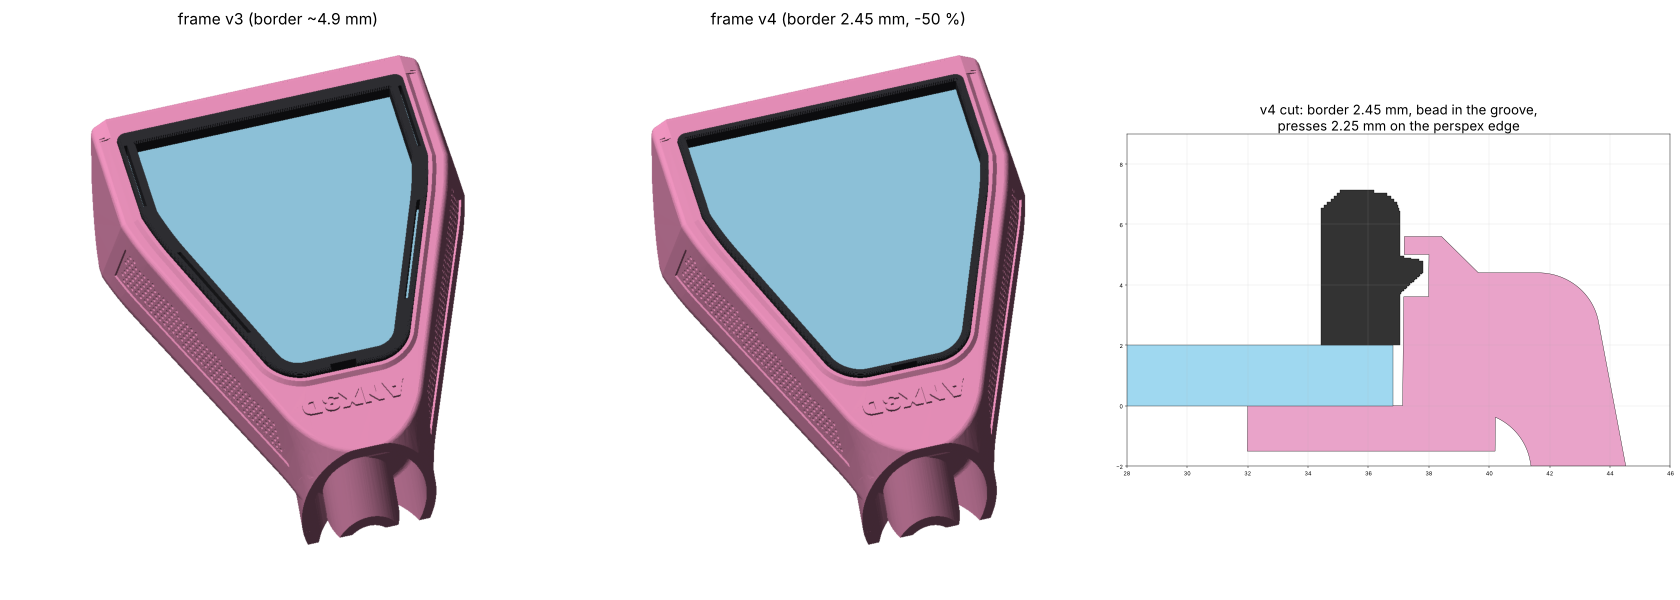 frame v3 (border ~4.9 mm)
frame v4 (border 2.45 mm, -50 %)
v4 cut: border 2.45 mm, bead in the groove,
presses 2.25 mm on the perspex edge
ANX3D
ANX3D
8
6
4
2
0
−2
28 30 32 34 36 38 40 42 44 46